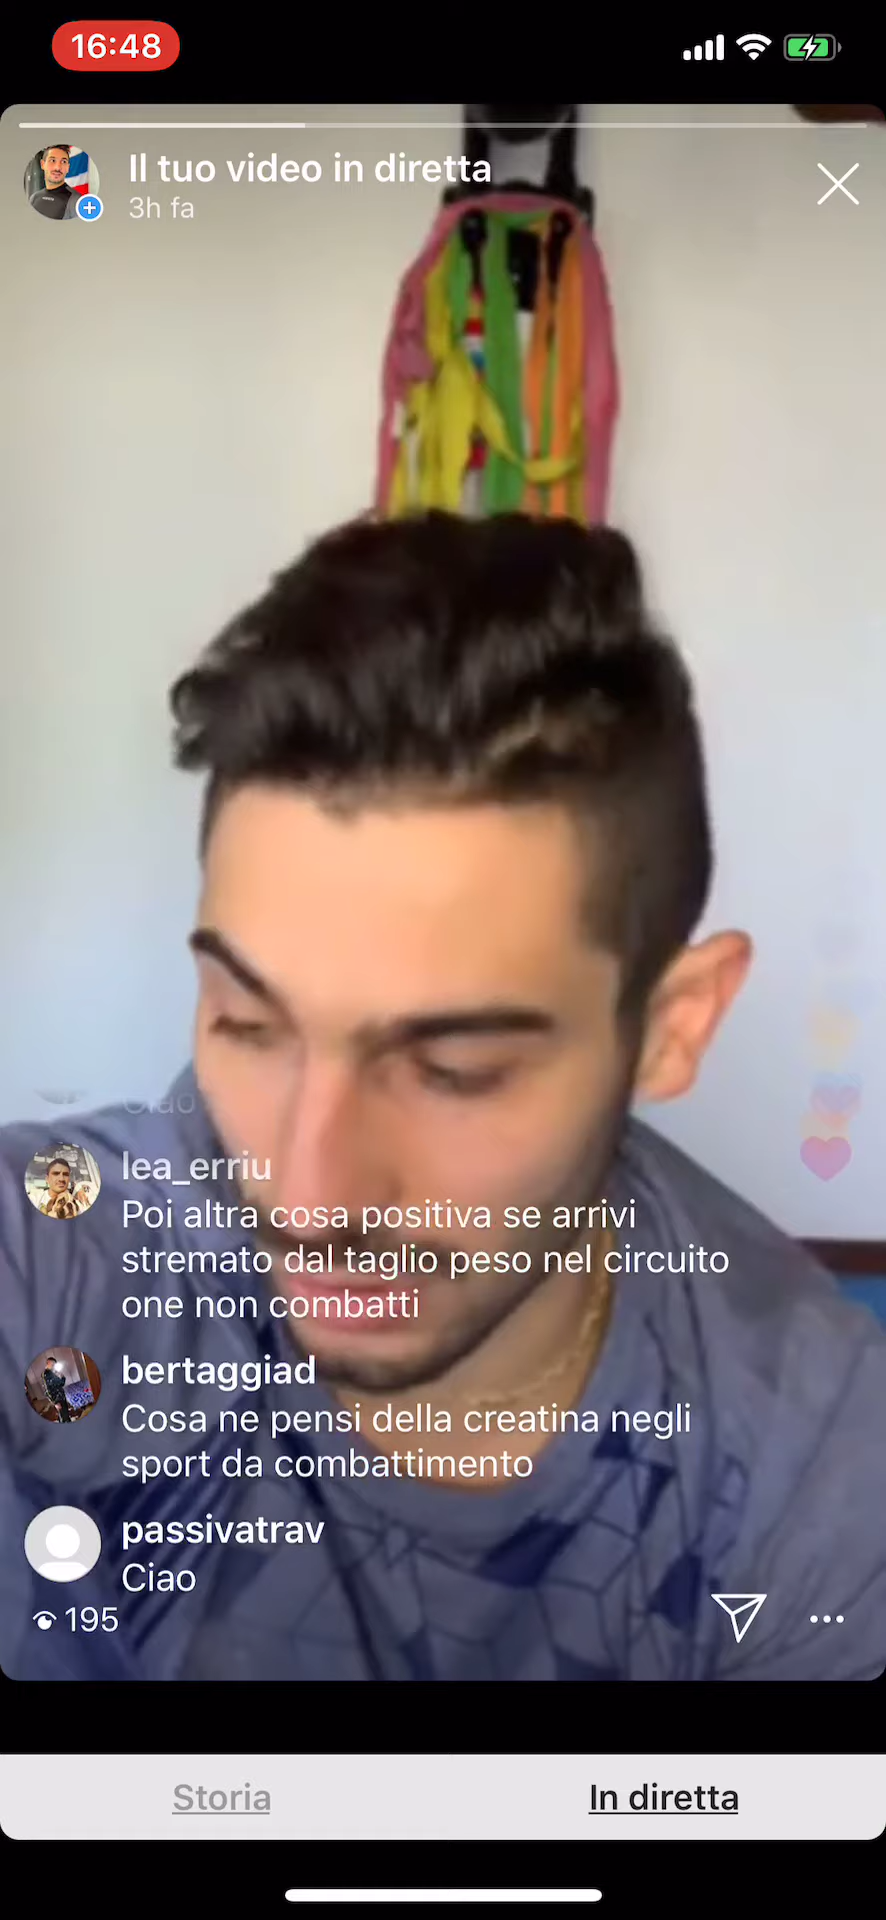 16:48
Il tuo video in diretta
3h fa
Ciao
lea_erriu
Poi altra cosa positiva se arrivi
stremato dal taglio peso nel circuito
one non combatti
bertaggiad
Cosa ne pensi della creatina negli
sport da combattimento
passivatrav
Ciao
195
Storia
In diretta